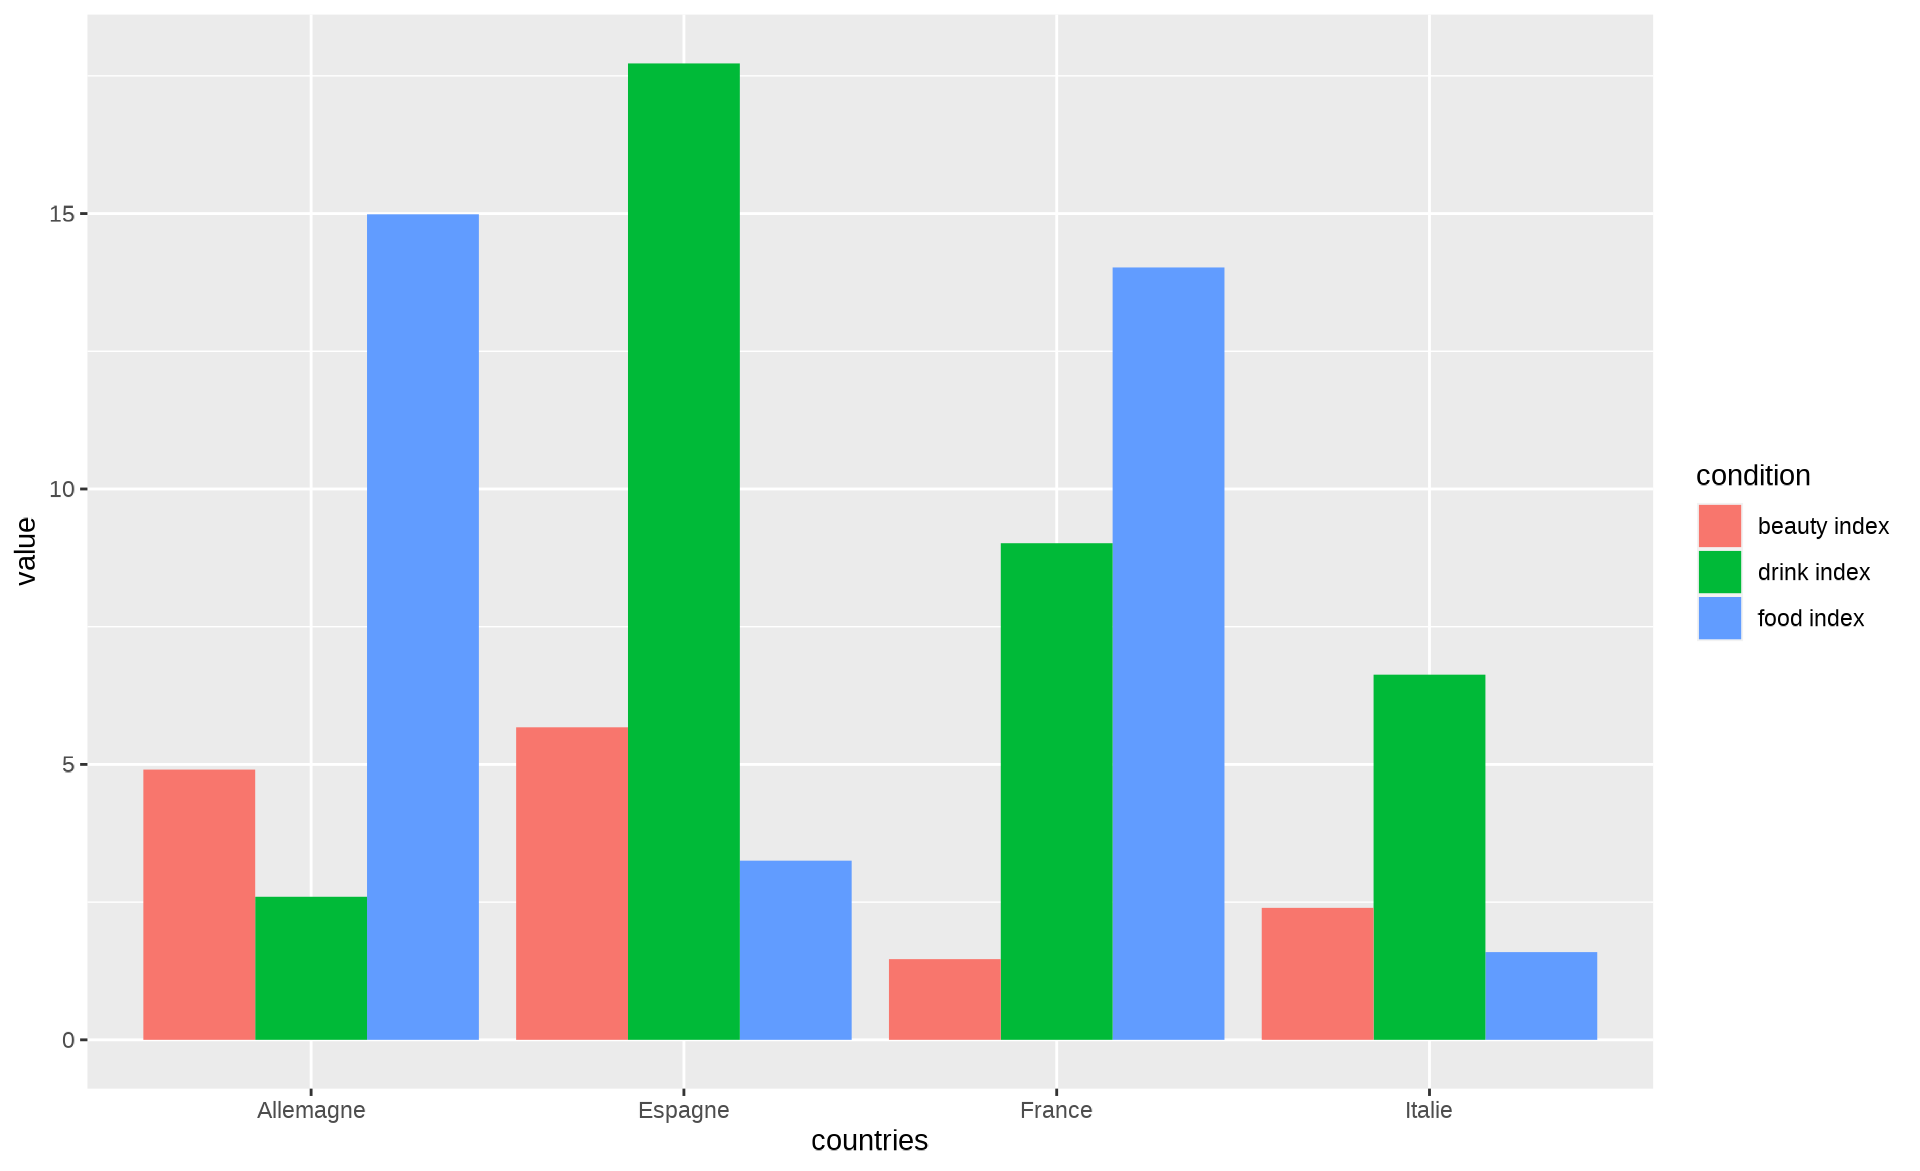 15
10
5
0
value
Allemagne
Espagne
France
Italie
countries
condition
beauty index
drink index
food index